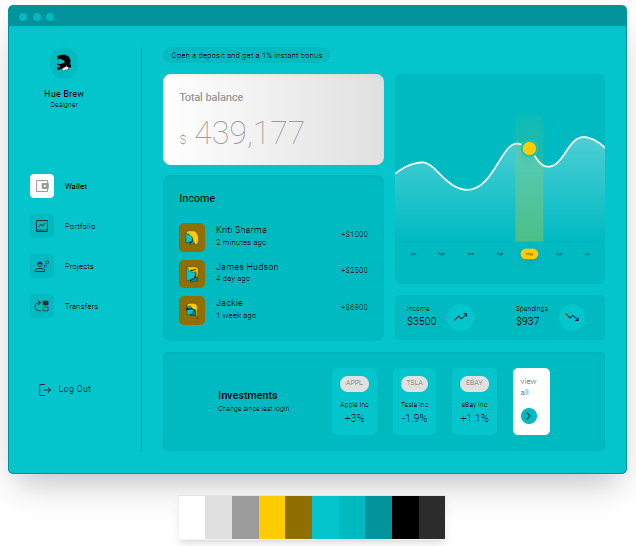 Hue Brew
Designer
Wallet
Portfolio
Projects
Transfers
Log Out
Open a deposit and get a 1% instant bonus
Total balance
$ 439,177
Income
Kriti Sharma
2 minutes ago
+$1000
James Hudson
4 day ago
+$2500
Jackie
1 week ago
+$6900
Jan Feb Mar Apr May Jun Jul
Income
$3500
Spendings
$937
Investments
Change since last login
APPL
Apple Inc
+3%
TSLA
Tesla Inc
-1.9%
EBAY
eBay Inc
+1.1%
view
all